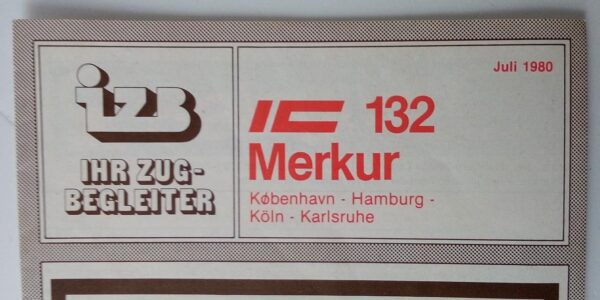 izB
IHR ZUG-
BEGLEITER
Juli 1980
IC 132
Merkur
København - Hamburg -
Köln - Karlsruhe